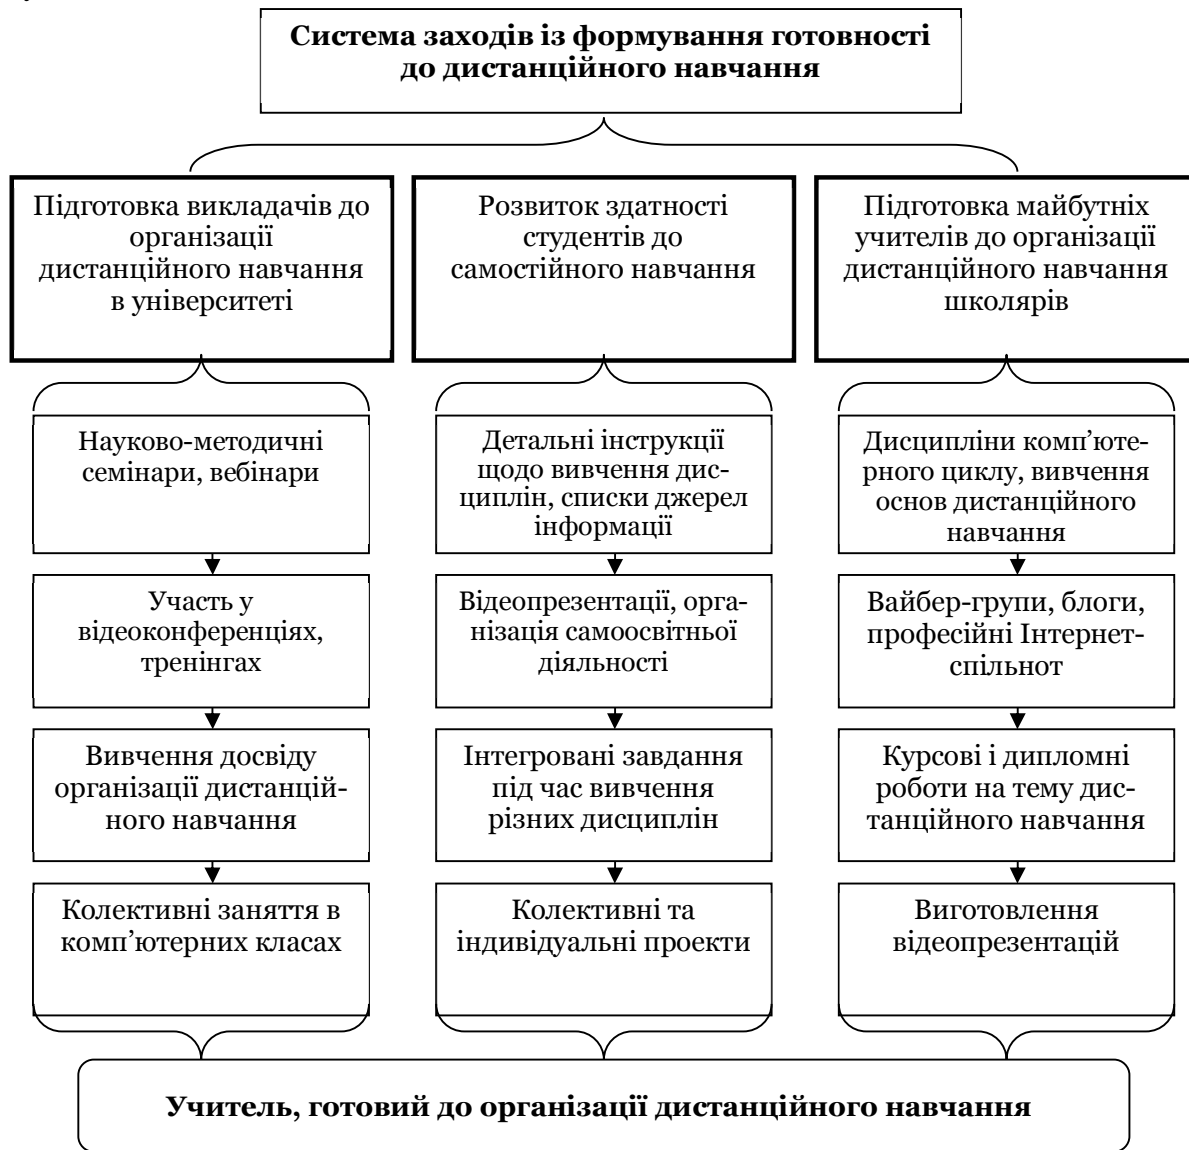 Система заходів із формування готовності
до дистанційного навчання
Підготовка викладачів до
організації
дистанційного навчання
в університеті
Розвиток здатності
студентів до
самостійного навчання
Підготовка майбутніх
учителів до організації
дистанційного навчання
школярів
Науково-методичні
семінари, вебінари
Участь у
відеоконференціях,
тренінгах
Вивчення досвіду
організації дистанцій-
ного навчання
Колективні заняття в
комп’ютерних класах
Детальні інструкції
щодо вивчення дис-
циплін, списки джерел
інформації
Відеопрезентації, орга-
нізація самоосвітньої
діяльності
Інтегровані завдання
під час вивчення
різних дисциплін
Колективні та
індивідуальні проекти
Дисципліни комп’юте-
рного циклу, вивчення
основ дистанційного
навчання
Вайбер-групи, блоги,
професійні Інтернет-
спільнот
Курсові і дипломні
роботи на тему дис-
танційного навчання
Виготовлення
відеопрезентацій
Учитель, готовий до організації дистанційного навчання